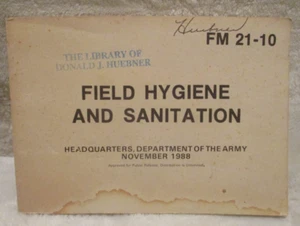 Huebner
FM 21-10
THE LIBRARY OF
DONALD J. HUEBNER
FIELD HYGIENE
AND SANITATION
HEADQUARTERS, DEPARTMENT OF THE ARMY
NOVEMBER 1988